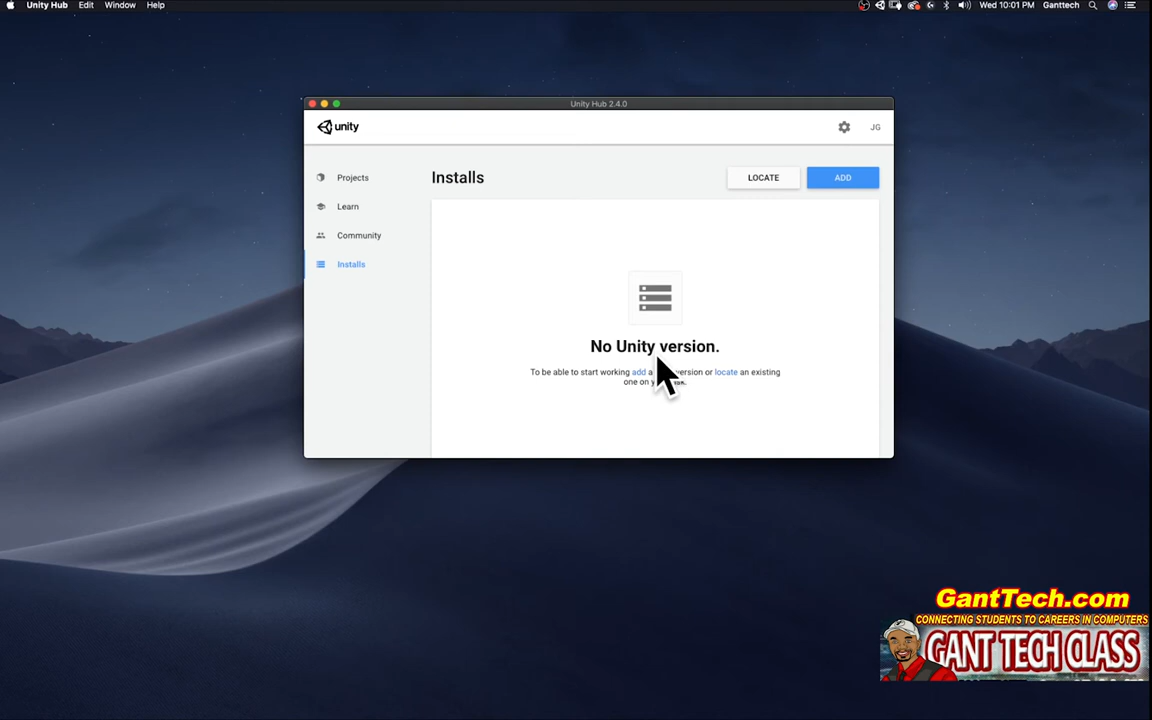 Unity Hub Edit Window Help
Wed 10:01 PM Ganttech
Unity Hub 2.4.0
unity
JG
Projects
Learn
Community
Installs
Installs
LOCATE
ADD
No Unity version.
To be able to start working add a version or locate an existing
one on
GantTech.com
CONNECTING STUDENTS TO CAREERS IN COMPUTERS
GANT TECH CLASS